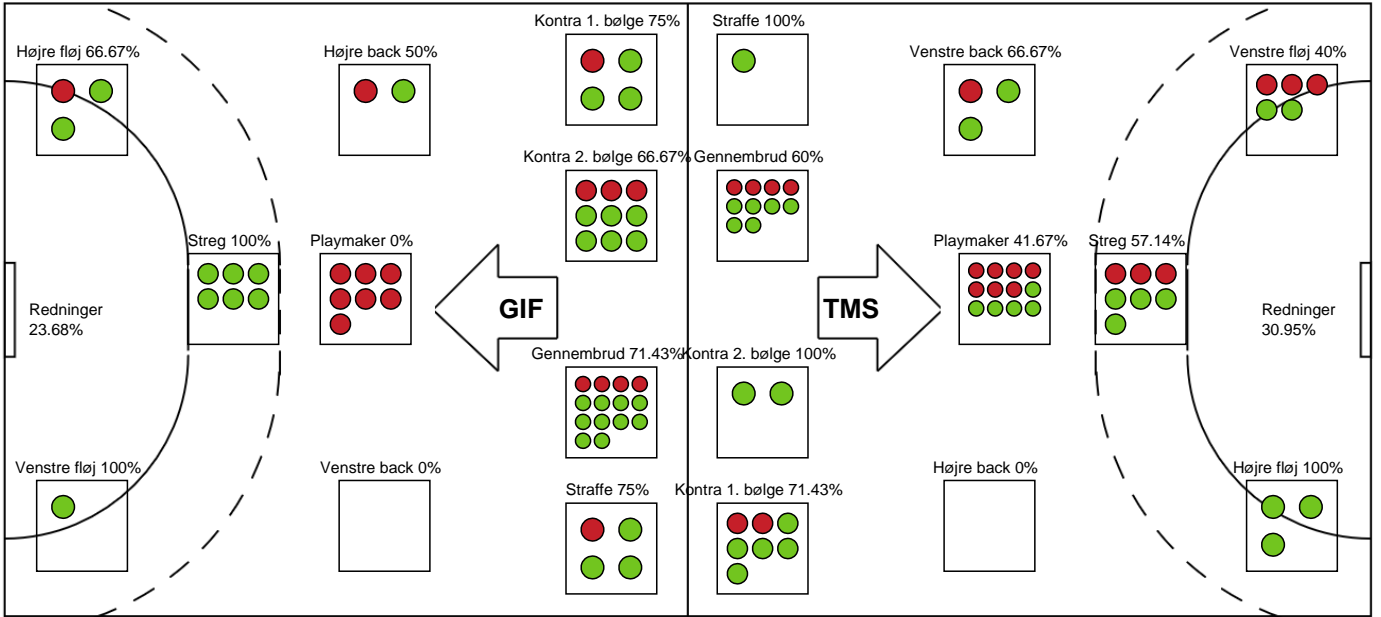 Kontra 1. bølge 75%
Straffe 100%
Højre fløj 66.67%
Højre back 50%
Venstre back 66.67%
Venstre fløj 40%
Kontra 2. bølge 66.67%
Gennembrud 60%
Streg 100%
Playmaker 0%
Playmaker 41.67%
Streg 57.14%
Redninger
23.68%
GIF
TMS
Redninger
30.95%
Gennembrud 71.43%
Kontra 2. bølge 100%
Venstre fløj 100%
Venstre back 0%
Straffe 75%
Kontra 1. bølge 71.43%
Højre back 0%
Højre fløj 100%